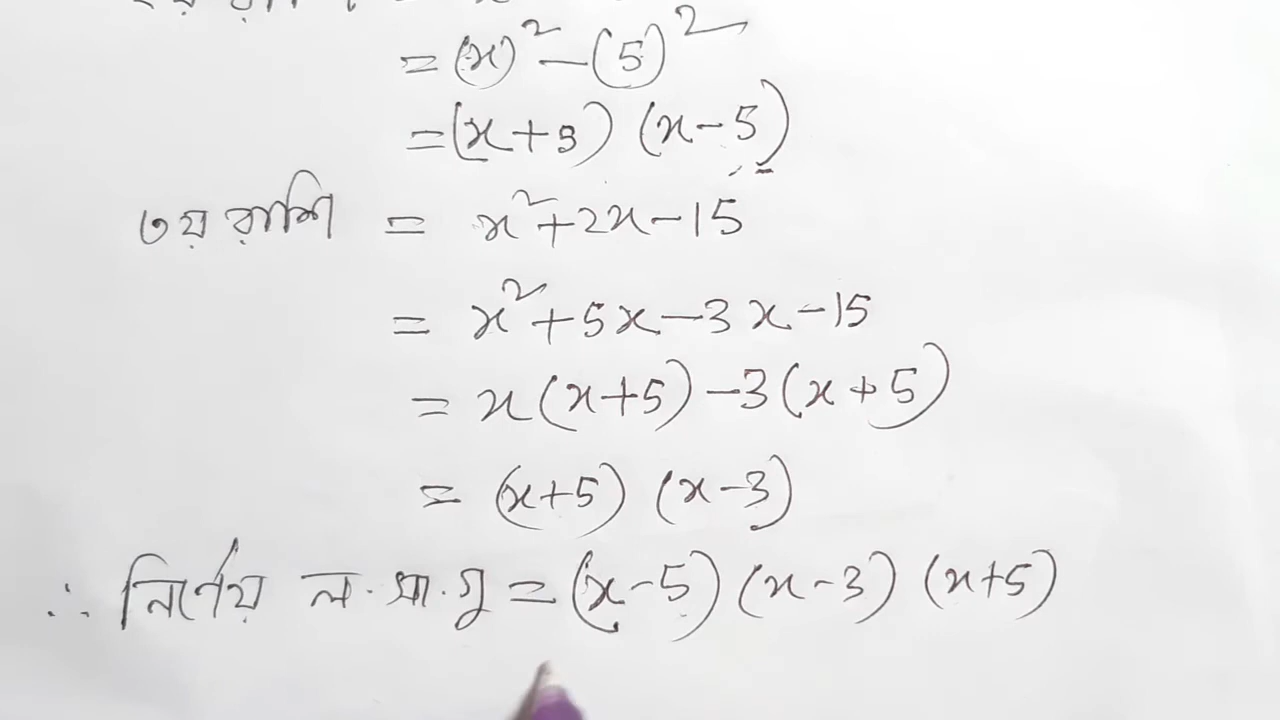 = (x)² - (5)²
= (x+5) (x-5)
৩য় রাশি = x²+2x-15
= x²+5x-3x-15
= x(x+5)-3(x+5)
= (x+5) (x-3)
∴ নির্ণেয় ল.সা.গু = (x-5) (x-3) (x+5)